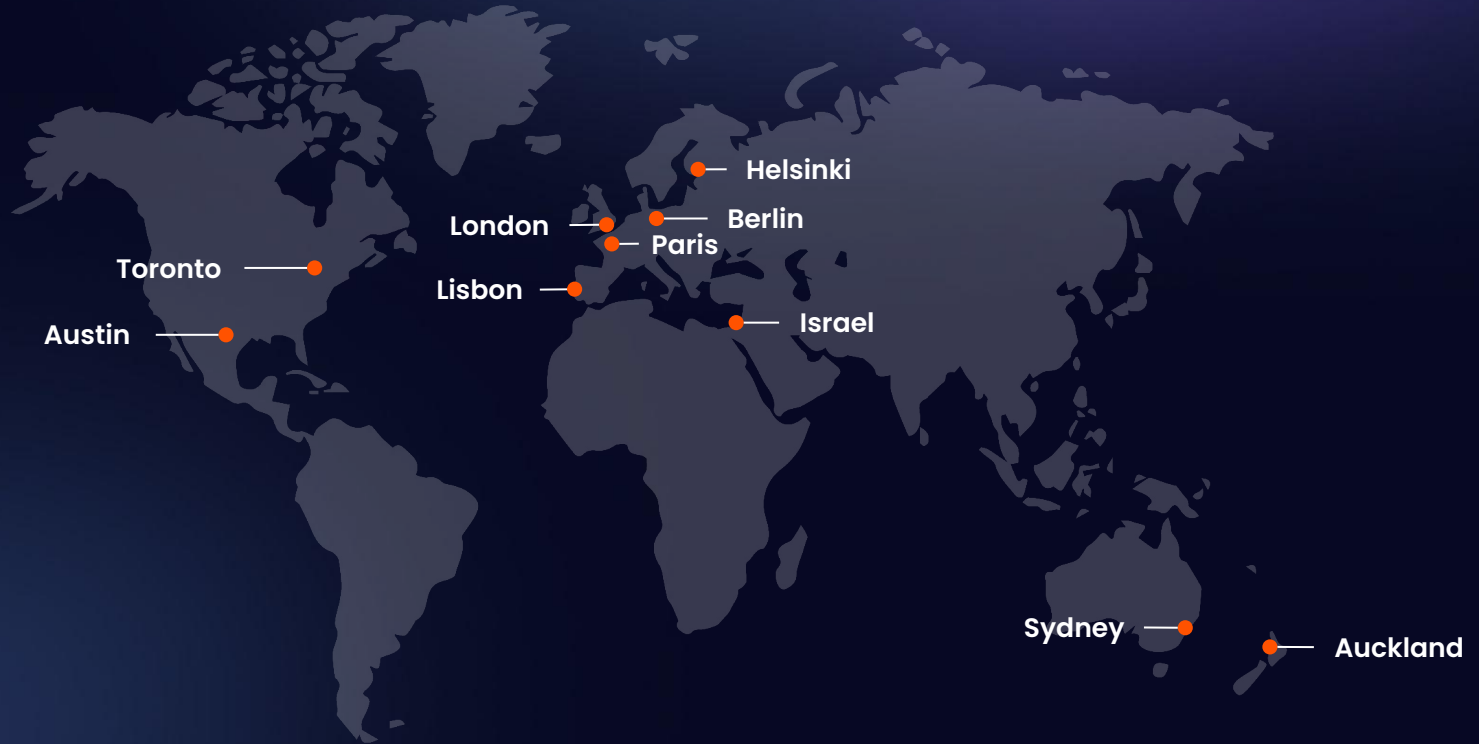 Helsinki
London
Berlin
Paris
Toronto
Lisbon
Israel
Austin
Sydney
Auckland